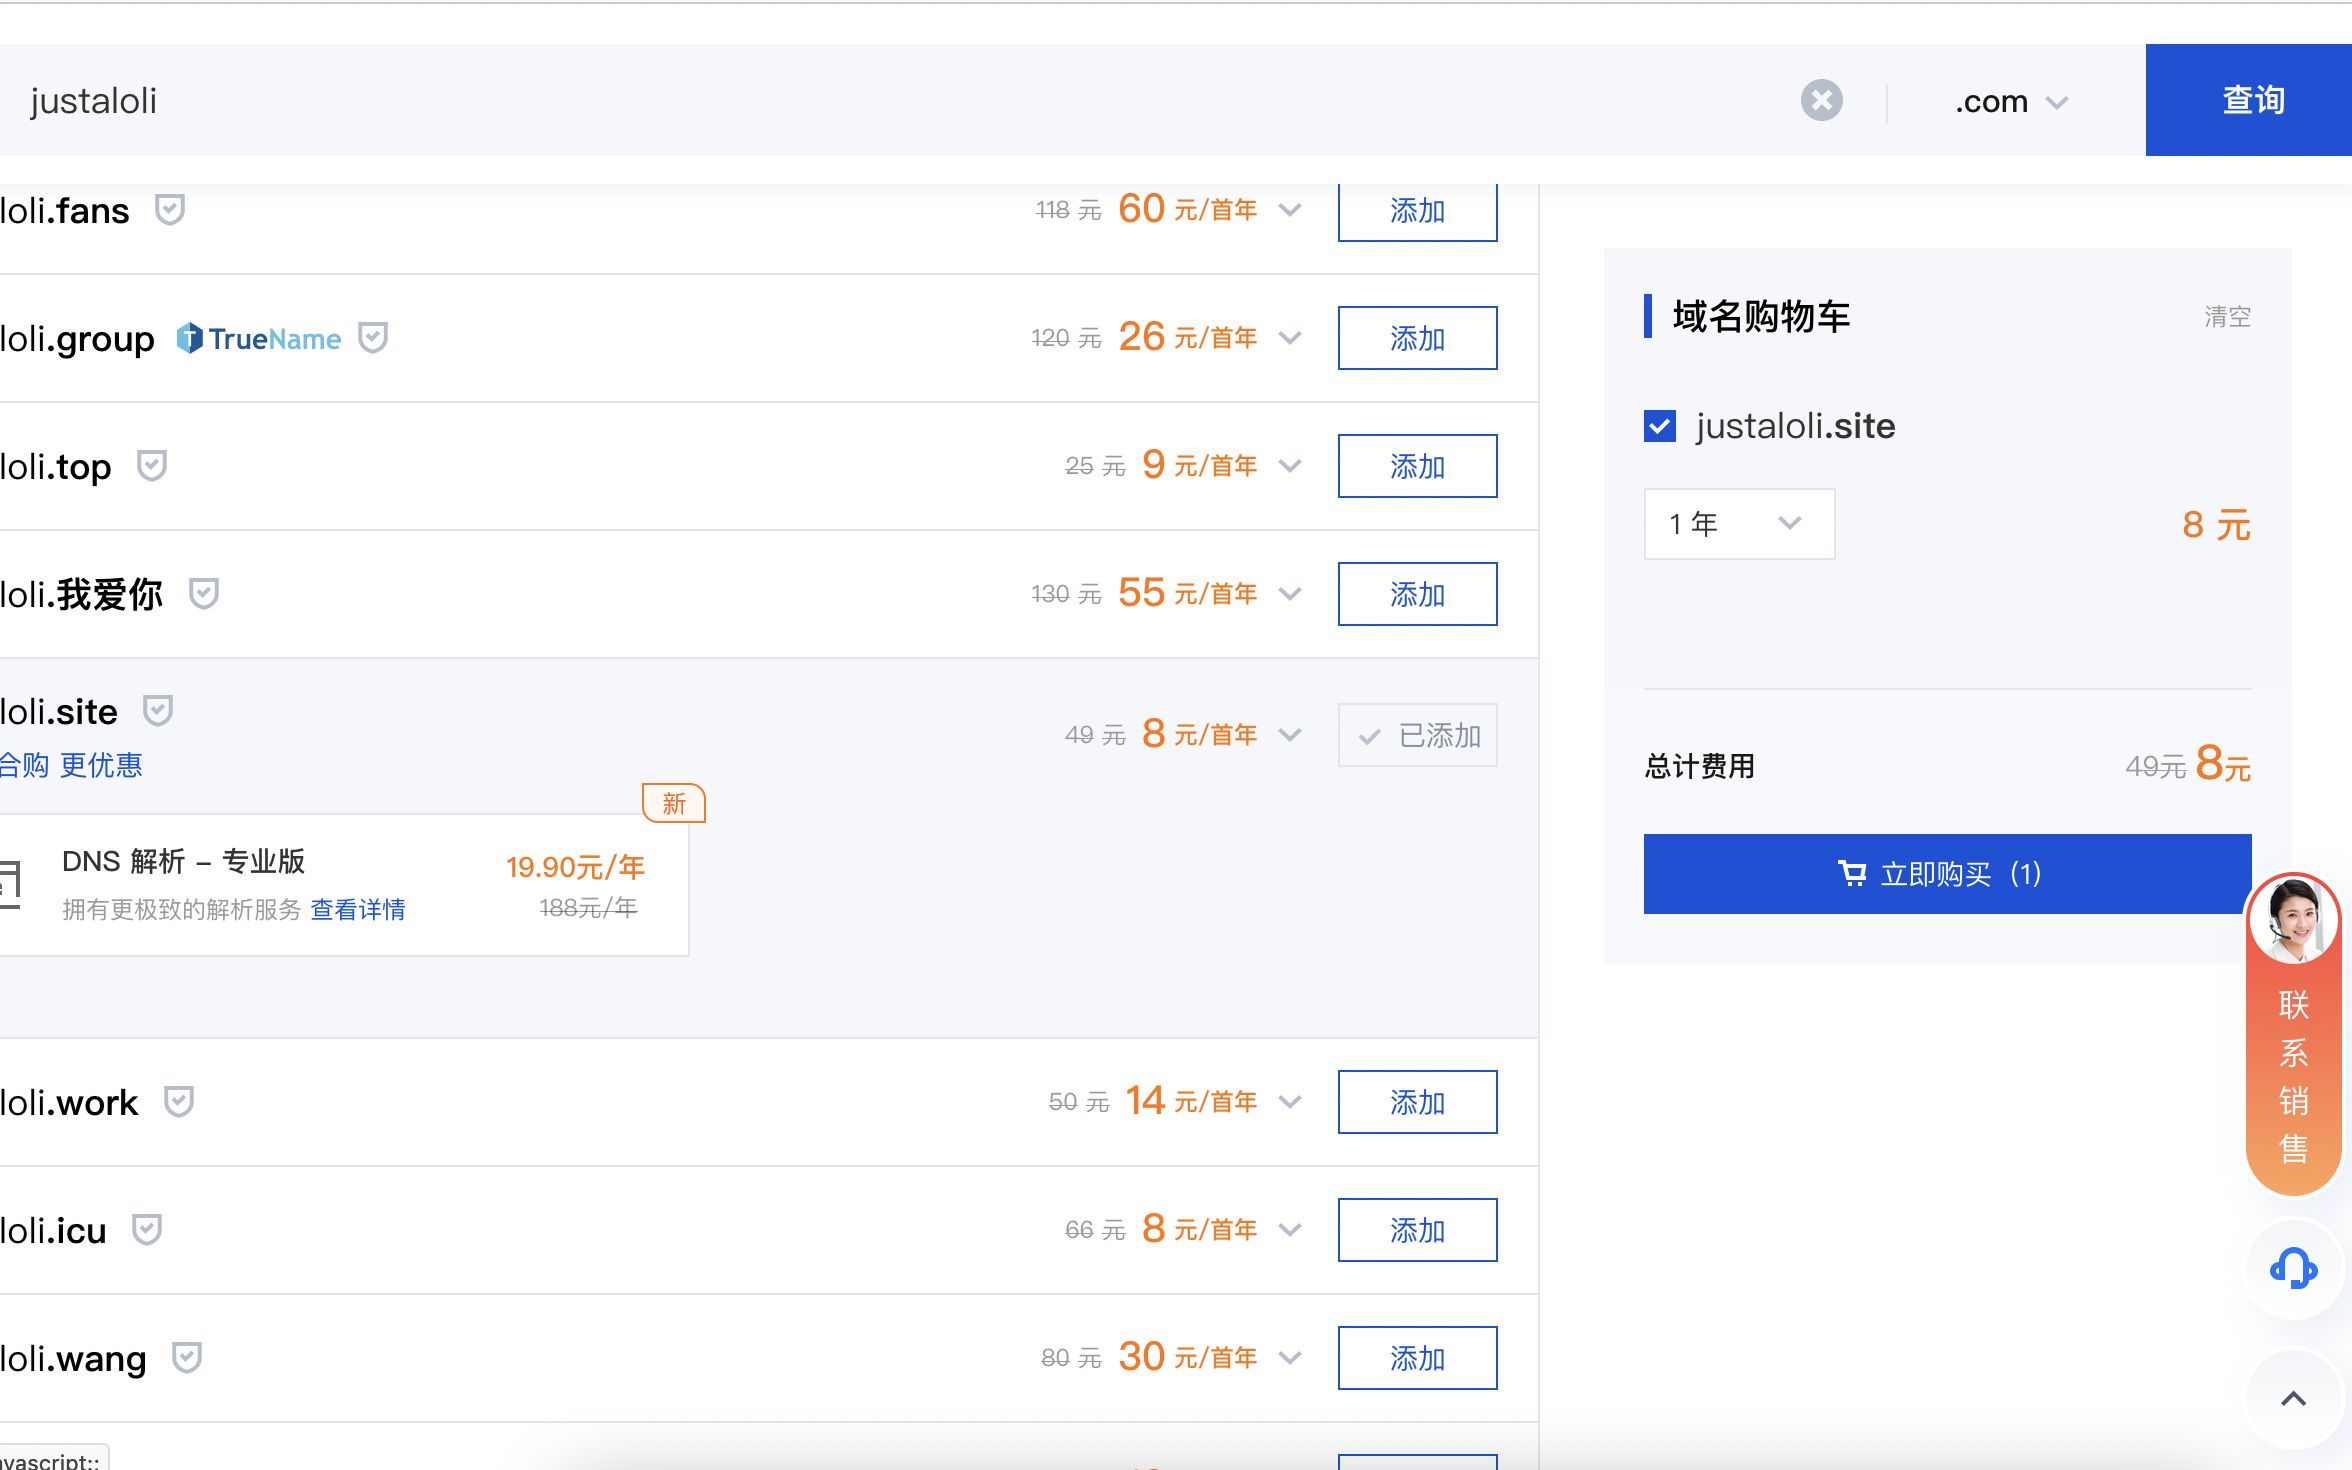 justaloli
.com
查询
loli.fans
118 元 60 元/首年
添加
loli.group TrueName
120 元 26 元/首年
添加
loli.top
25 元 9 元/首年
添加
loli.我爱你
130 元 55 元/首年
添加
loli.site
49 元 8 元/首年
已添加
合购 更优惠
新
DNS 解析 – 专业版
19.90元/年
拥有更极致的解析服务 查看详情
188元/年
loli.work
50 元 14 元/首年
添加
loli.icu
66 元 8 元/首年
添加
loli.wang
80 元 30 元/首年
添加
avascript:;
域名购物车
清空
justaloli.site
1 年
8 元
总计费用
49元 8元
立即购买 (1)
联
系
销
售